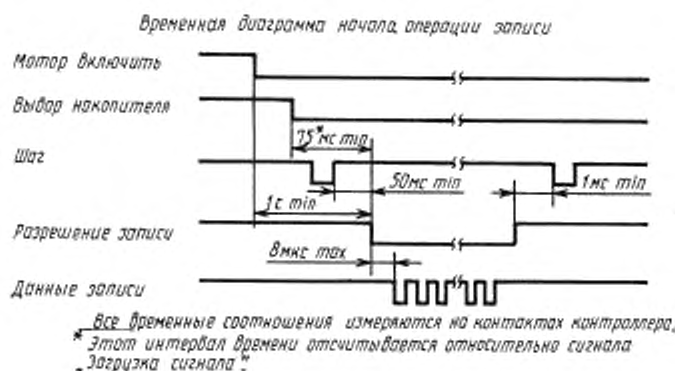 Временная диаграмма начала операции записи
Мотор включить
Выбор накопителя
75* мс min
Шаг
50мс min
1мс min
1с min
Разрешение записи
8мкс max
Данные записи
Все временные соотношения измеряются на контактах контроллера.
* Этот интервал времени отсчитывается относительно сигнала
"Загрузка сигнала"